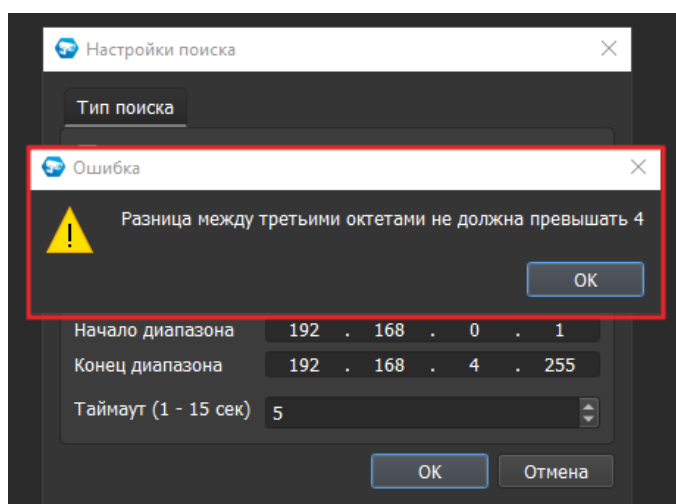 Настройки поиска
Тип поиска
Ошибка
Разница между третьими октетами не должна превышать 4
OK
Начало диапазона 192 . 168 . 0 . 1
Конец диапазона 192 . 168 . 4 . 255
Таймаут (1 - 15 сек) 5
OK Отмена